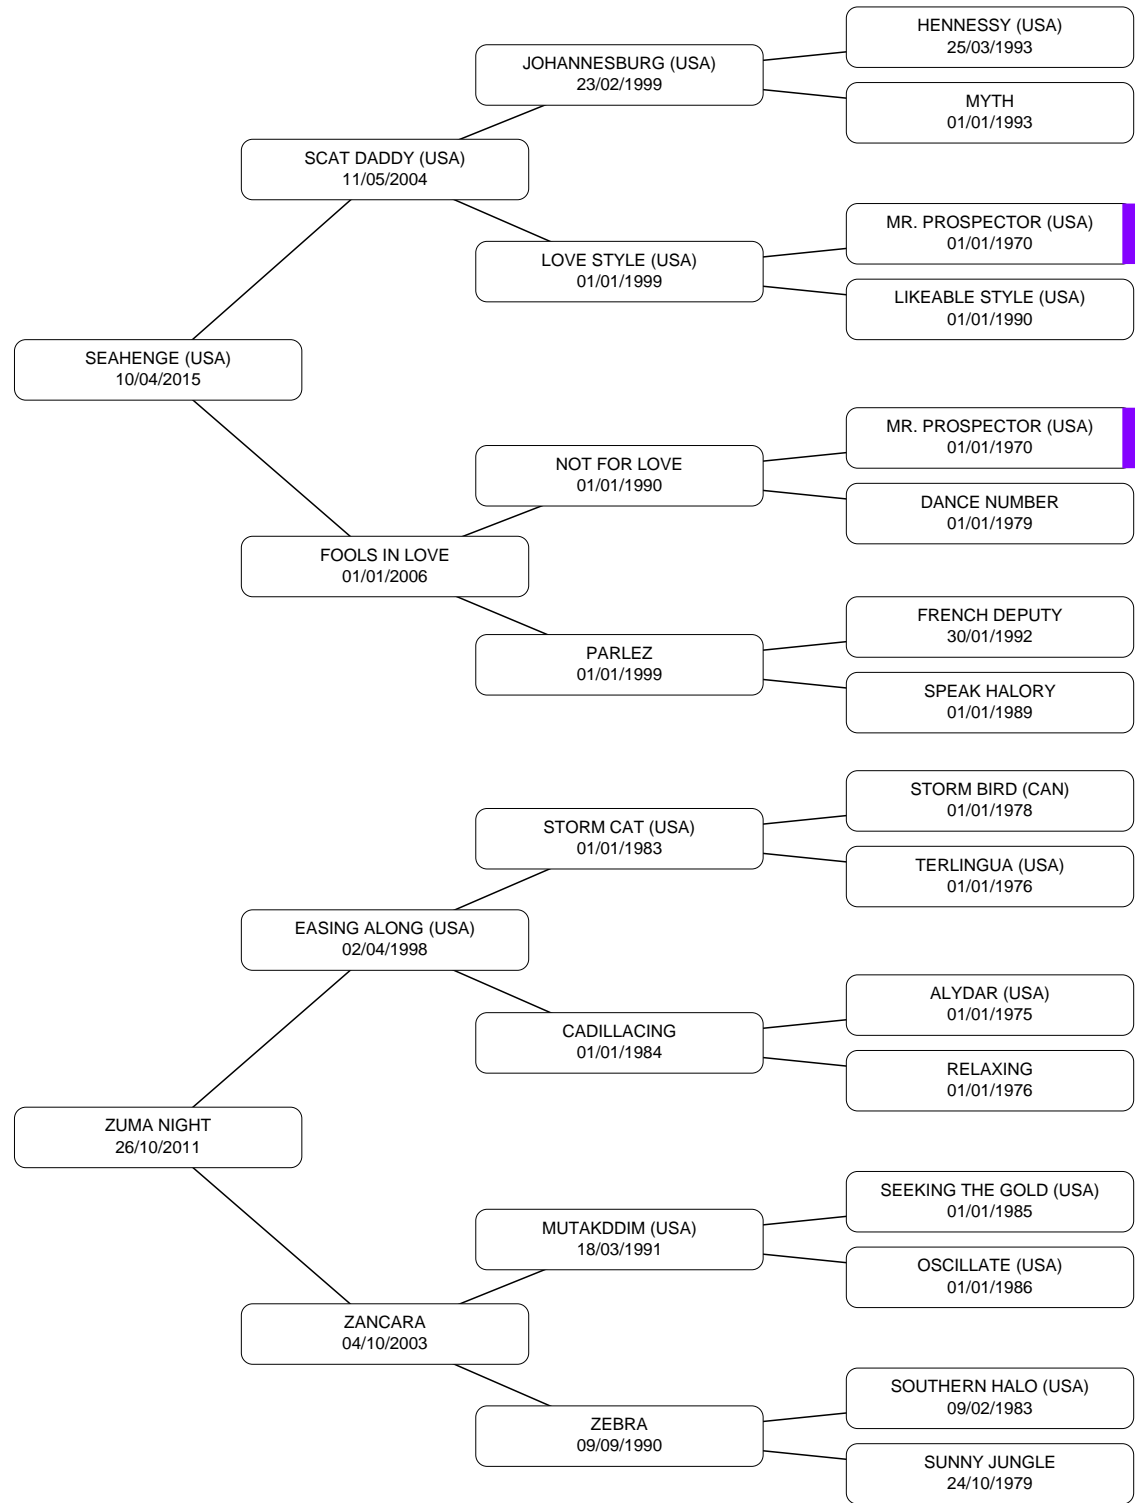 HENNESSY (USA)
25/03/1993
JOHANNESBURG (USA)
23/02/1999
MYTH
01/01/1993
SCAT DADDY (USA)
11/05/2004
MR. PROSPECTOR (USA)
01/01/1970
LOVE STYLE (USA)
01/01/1999
LIKEABLE STYLE (USA)
01/01/1990
SEAHENGE (USA)
10/04/2015
MR. PROSPECTOR (USA)
01/01/1970
NOT FOR LOVE
01/01/1990
DANCE NUMBER
01/01/1979
FOOLS IN LOVE
01/01/2006
FRENCH DEPUTY
30/01/1992
PARLEZ
01/01/1999
SPEAK HALORY
01/01/1989
STORM BIRD (CAN)
01/01/1978
STORM CAT (USA)
01/01/1983
TERLINGUA (USA)
01/01/1976
EASING ALONG (USA)
02/04/1998
ALYDAR (USA)
01/01/1975
CADILLACING
01/01/1984
RELAXING
01/01/1976
ZUMA NIGHT
26/10/2011
SEEKING THE GOLD (USA)
01/01/1985
MUTAKDDIM (USA)
18/03/1991
OSCILLATE (USA)
01/01/1986
ZANCARA
04/10/2003
SOUTHERN HALO (USA)
09/02/1983
ZEBRA
09/09/1990
SUNNY JUNGLE
24/10/1979